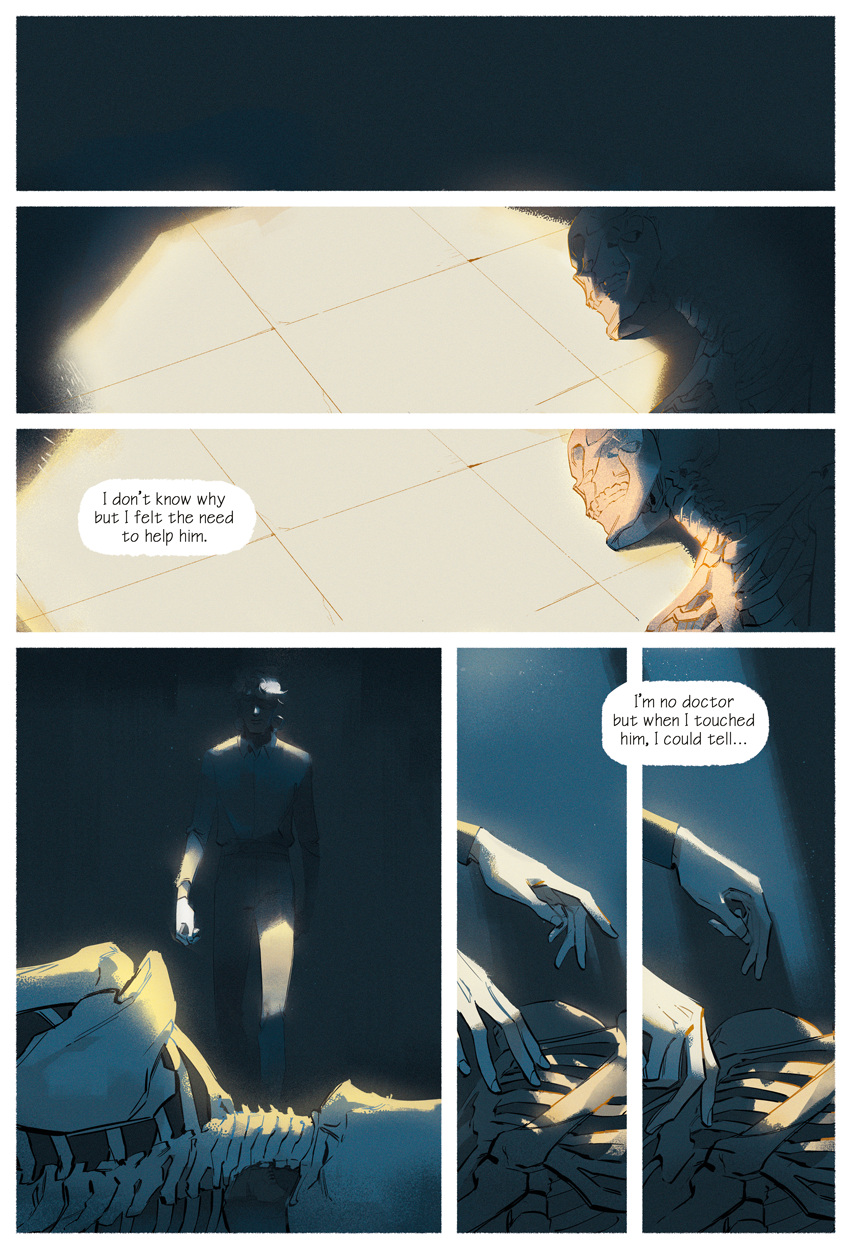 I don't know why
but I felt the need
to help him.
I'm no doctor
but when I touched
him, I could tell...